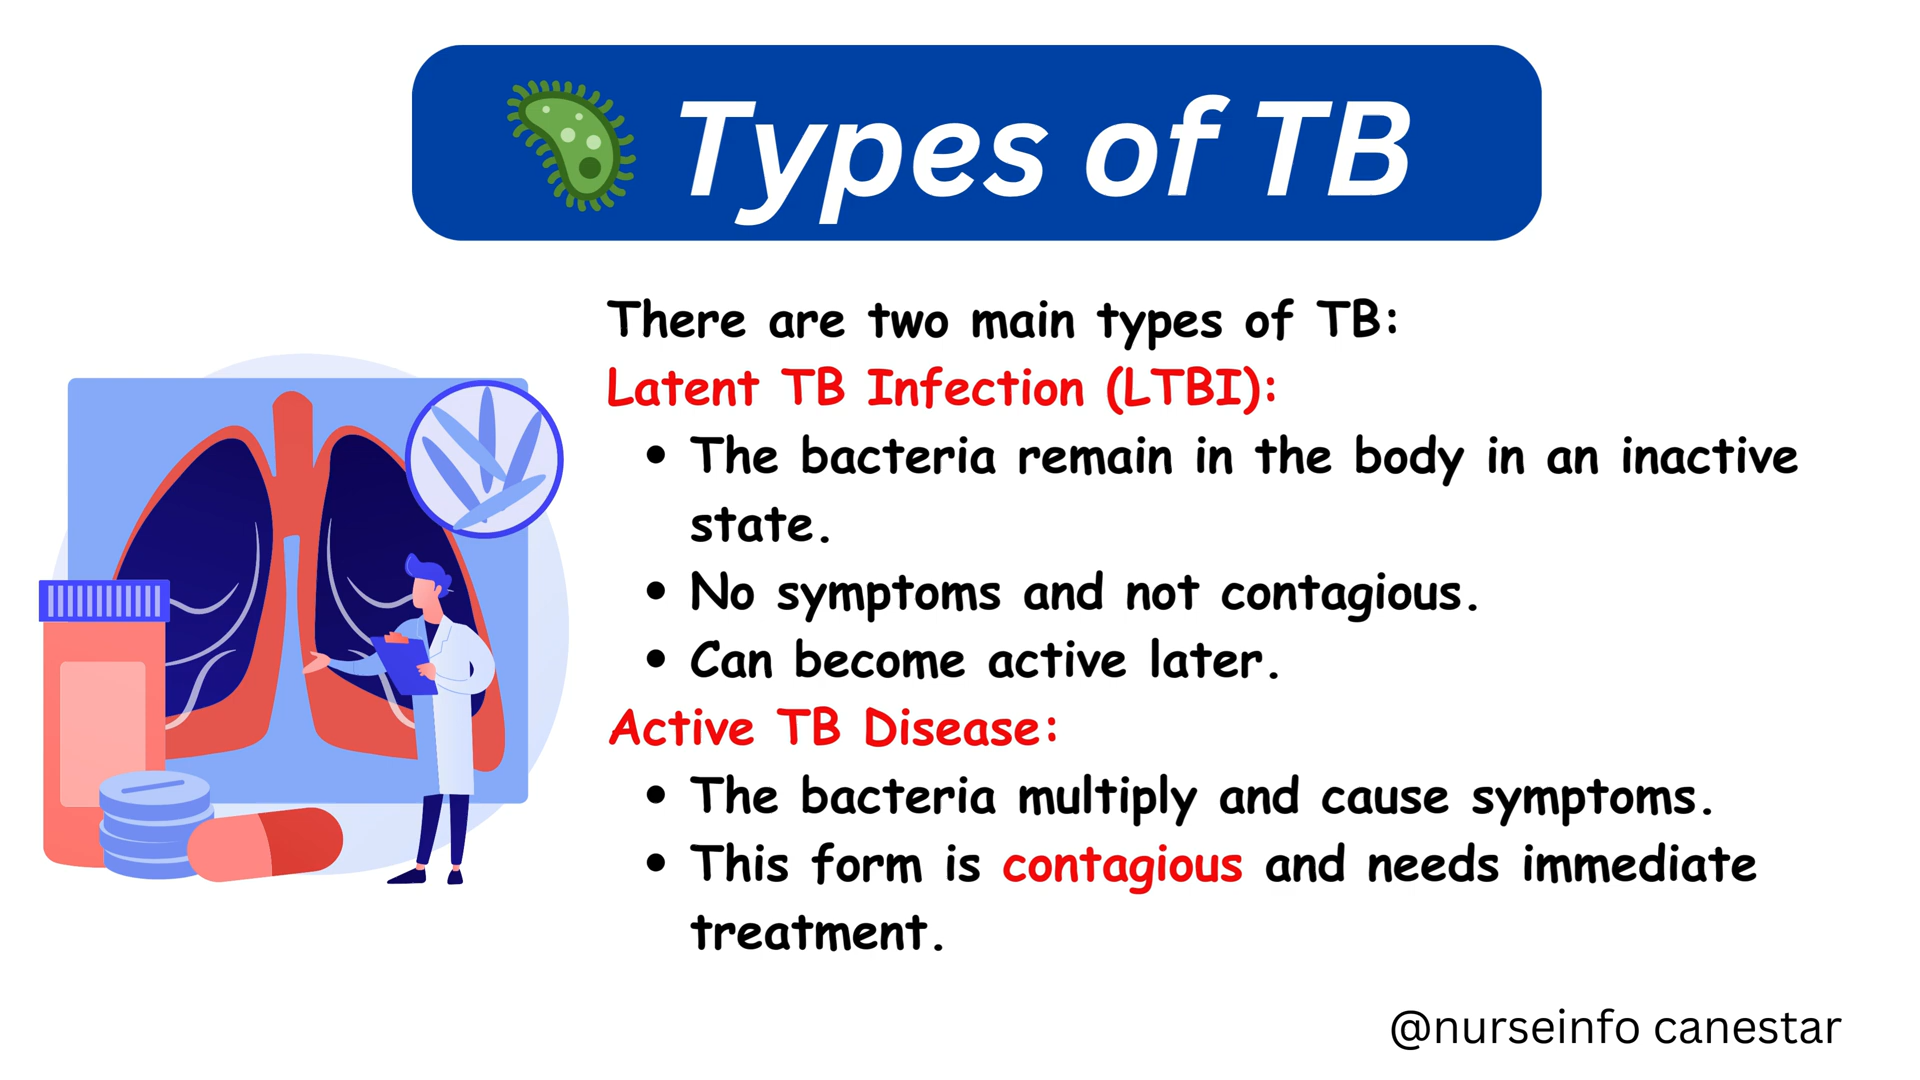 Types of TB
There are two main types of TB:
Latent TB Infection (LTBI):
• The bacteria remain in the body in an inactive
state.
• No symptoms and not contagious.
• Can become active later.
Active TB Disease:
• The bacteria multiply and cause symptoms.
• This form is contagious and needs immediate
treatment.
@nurseinfo canestar